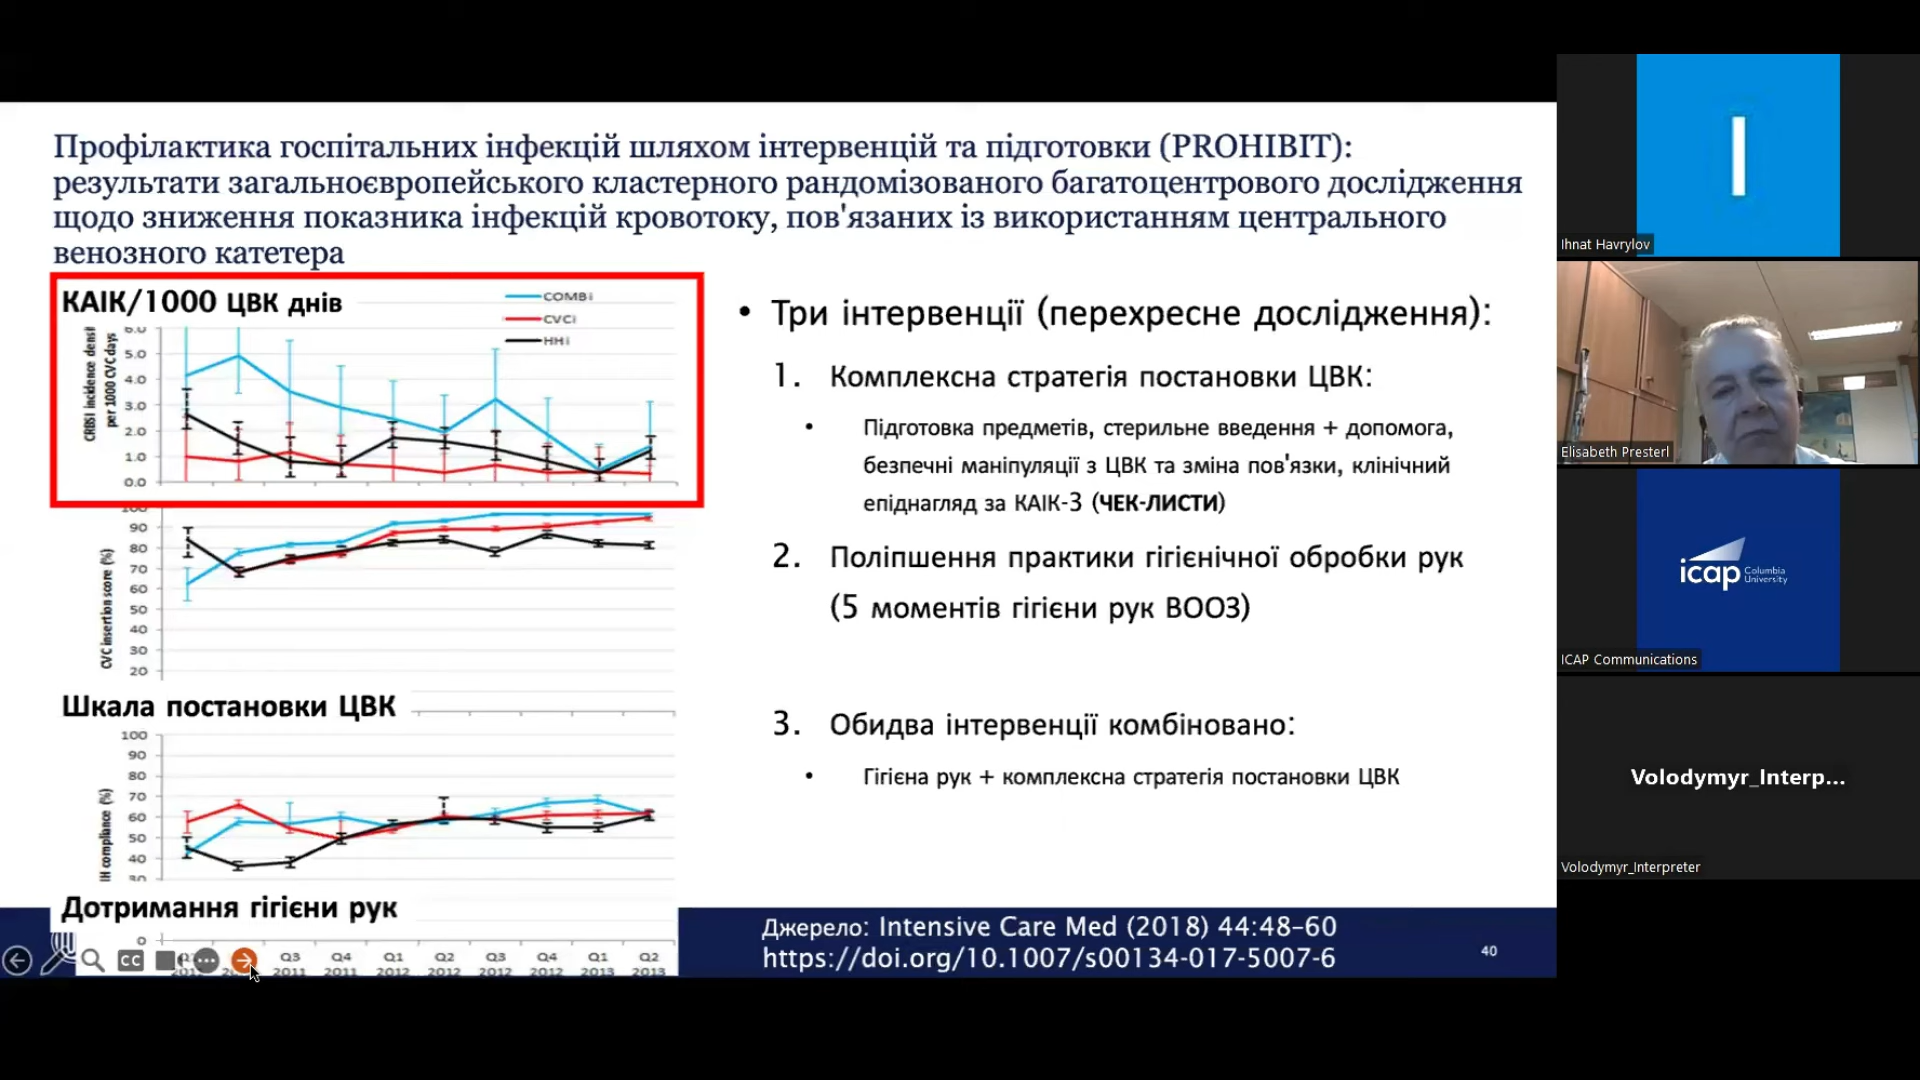 Профілактика госпітальних інфекцій шляхом інтервенцій та підготовки (PROHIBIT):
результати загальноєвропейського кластерного рандомізованого багатоцентрового дослідження
щодо зниження показника інфекцій кровотоку, пов'язаних із використанням центрального
венозного катетера
КАІК/1000 ЦВК днів
COMBi
CVCi
HHi
CRBSI incidence densi
per 1000 CVC days
6.0
5.0
4.0
3.0
2.0
1.0
0.0
CVC insertion score (%)
100
90
80
70
60
50
40
30
20
Шкала постановки ЦВК
IH compliance (%)
100
90
80
70
60
50
40
30
Дотримання гігієни рук
0
Q3 Q4 Q1 Q2 Q3 Q4 Q1 Q2
2011 2011 2012 2012 2012 2012 2013 2013
• Три інтервенції (перехресне дослідження):
1. Комплексна стратегія постановки ЦВК:
• Підготовка предметів, стерильне введення + допомога,
безпечні маніпуляції з ЦВК та зміна пов'язки, клінічний
епіднагляд за КАІК-З (ЧЕК-ЛИСТИ)
2. Поліпшення практики гігієнічної обробки рук
(5 моментів гігієни рук ВООЗ)
3. Обидва інтервенції комбіновано:
• Гігієна рук + комплексна стратегія постановки ЦВК
Джерело: Intensive Care Med (2018) 44:48–60
https://doi.org/10.1007/s00134-017-5007-6
40
CC
I
Ihnat Havrylov
Elisabeth Presterl
icap Columbia
University
ICAP Communications
Volodymyr_Interp...
Volodymyr_Interpreter